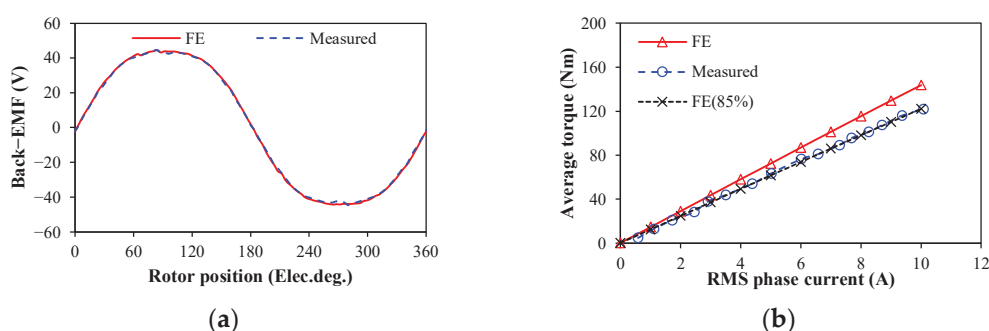 60
40
20
0
−20
−40
−60
Back−EMF (V)
FE
Measured
0
60
120
180
240
300
360
Rotor position (Elec.deg.)
(a)
200
160
120
80
40
0
Average torque (Nm)
FE
Measured
FE(85%)
0
2
4
6
8
10
12
RMS phase current (A)
(b)